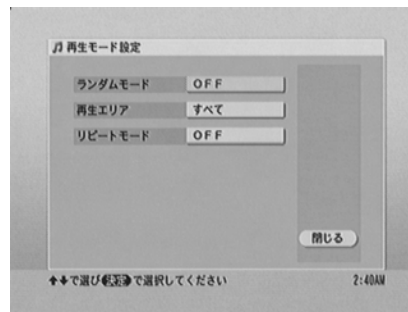 ♫ 再生モード設定
ランダムモード OFF
再生エリア すべて
リピートモード OFF
閉じる
↑↓で選び決定で選択してください 2:40AM